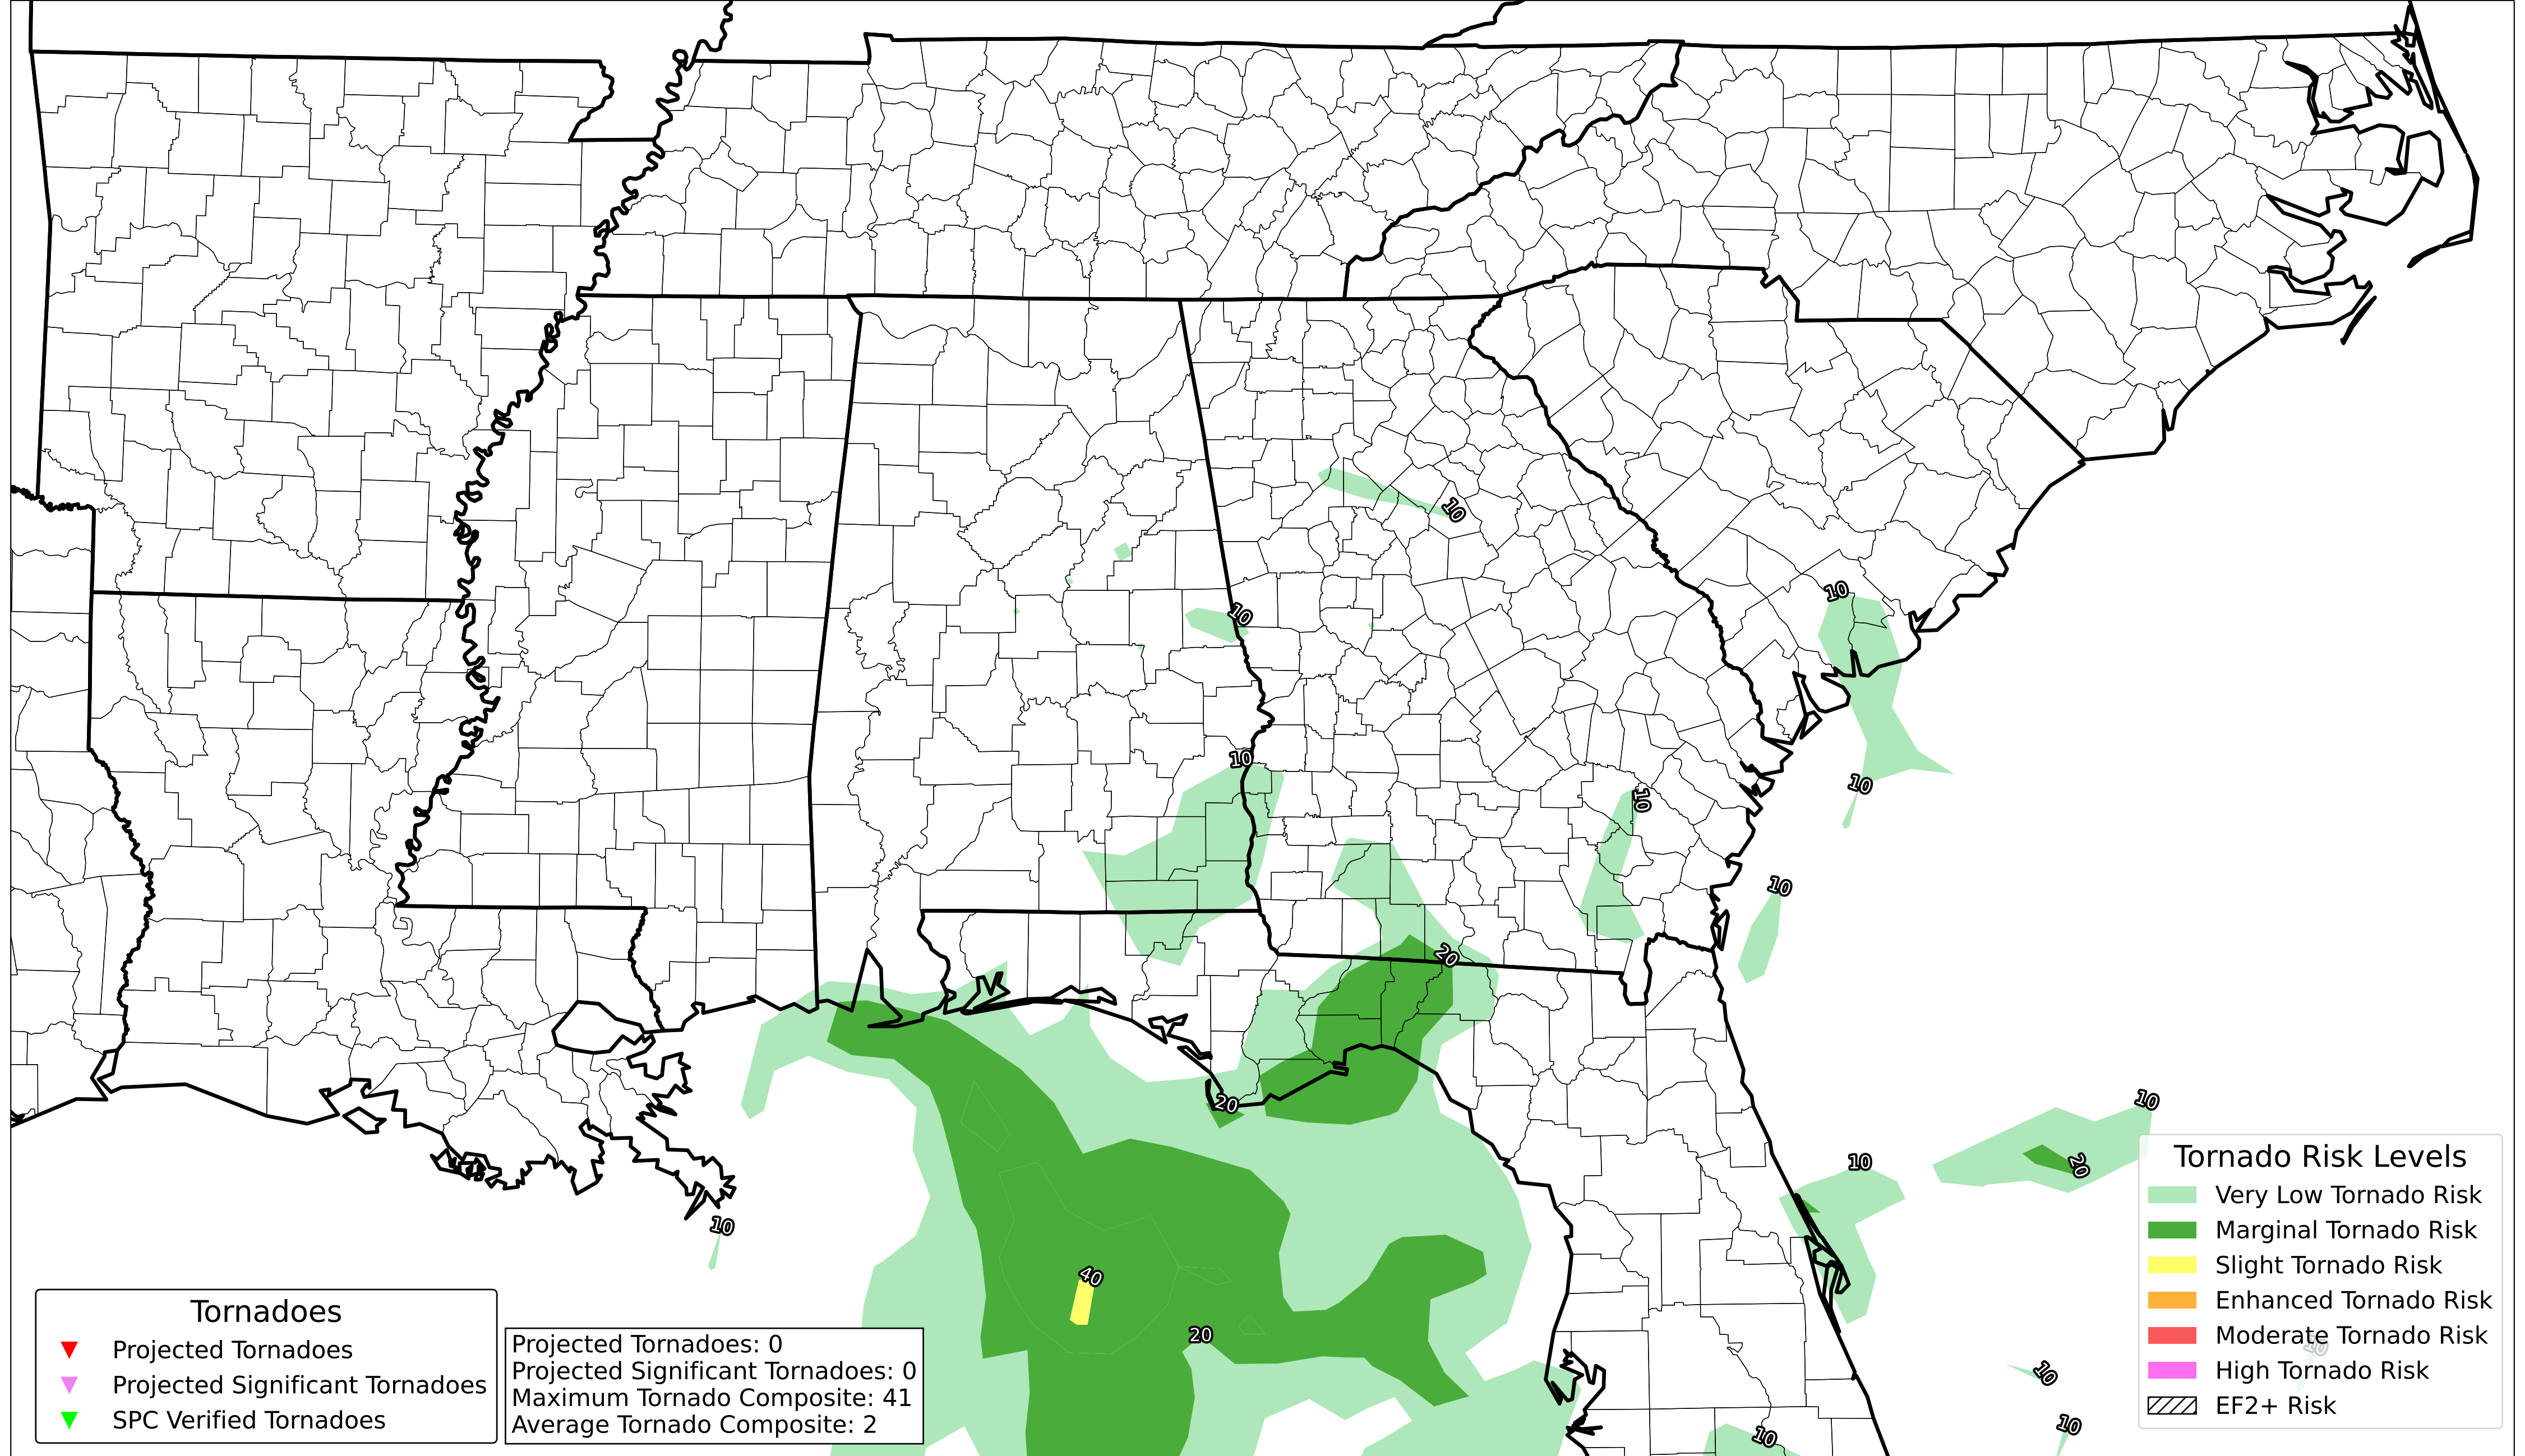 10
10
10
10
10
10
10
20
20
10
10
10
20
10
40
20
10
10
10
10
Tornado Risk Levels
Very Low Tornado Risk
Marginal Tornado Risk
Slight Tornado Risk
Enhanced Tornado Risk
Moderate Tornado Risk
High Tornado Risk
EF2+ Risk
Tornadoes
Projected Tornadoes
Projected Significant Tornadoes
SPC Verified Tornadoes
Projected Tornadoes: 0
Projected Significant Tornadoes: 0
Maximum Tornado Composite: 41
Average Tornado Composite: 2